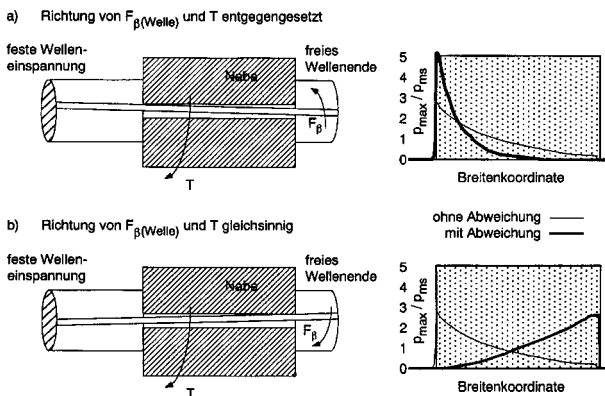 a) Richtung von Fβ(Welle) und T entgegengesetzt
feste Wellen-
einspannung
freies
Wellenende
Nabe
Fβ
T
pmax / pms
5
4
3
2
1
0
Breitenkoordinate
b) Richtung von Fβ(Welle) und T gleichsinnig
ohne Abweichung
mit Abweichung
feste Wellen-
einspannung
freies
Wellenende
Nabe
Fβ
T
pmax / pms
5
4
3
2
1
0
Breitenkoordinate